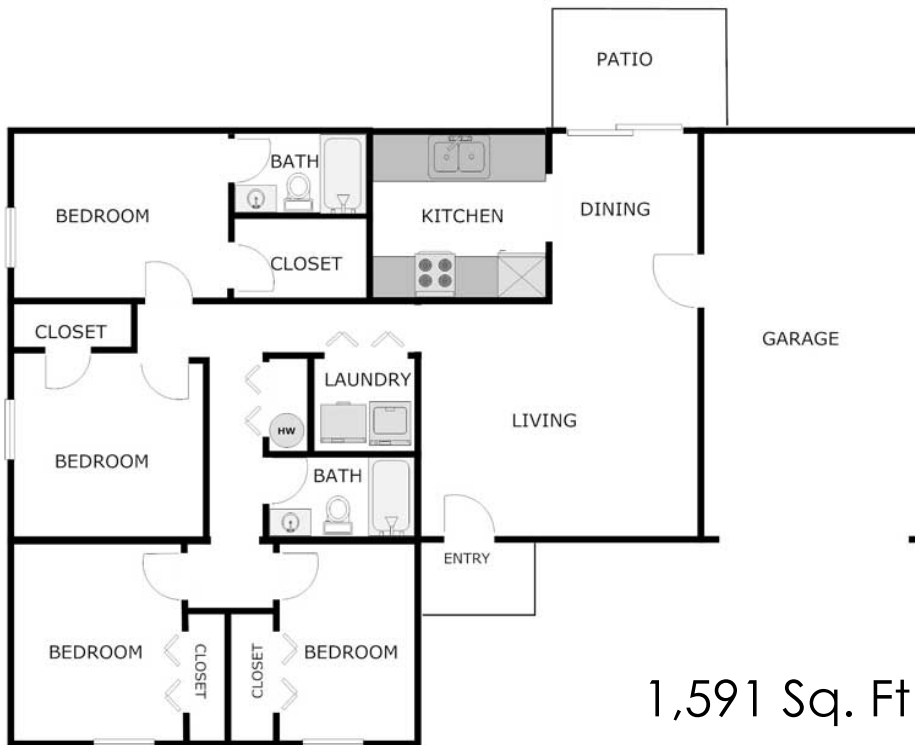 PATIO
BATH
BEDROOM
KITCHEN
DINING
CLOSET
CLOSET
GARAGE
LAUNDRY
LIVING
HW
BEDROOM
BATH
ENTRY
BEDROOM
CLOSET
CLOSET
BEDROOM
1,591 Sq. Ft